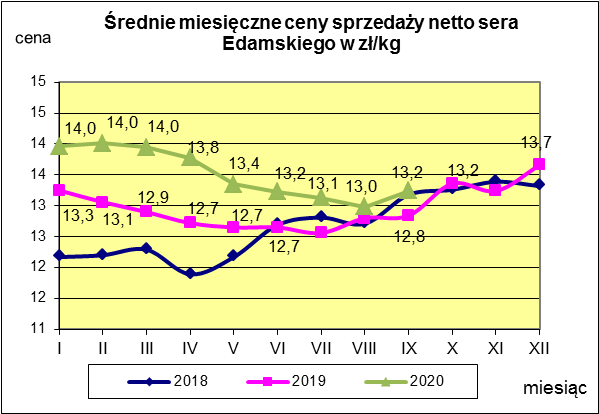 Średnie miesięczne ceny sprzedaży netto sera
Edamskiego w zł/kg
cena
15
15
14
14
13
13
12
12
11
14,0 14,0 14,0 13,8 13,4 13,2 13,1 13,0 13,2 13,2 13,7
13,3 13,1 12,9 12,7 12,7 12,7 12,8
I II III IV V VI VII VIII IX X XI XII
2018 2019 2020
miesiąc